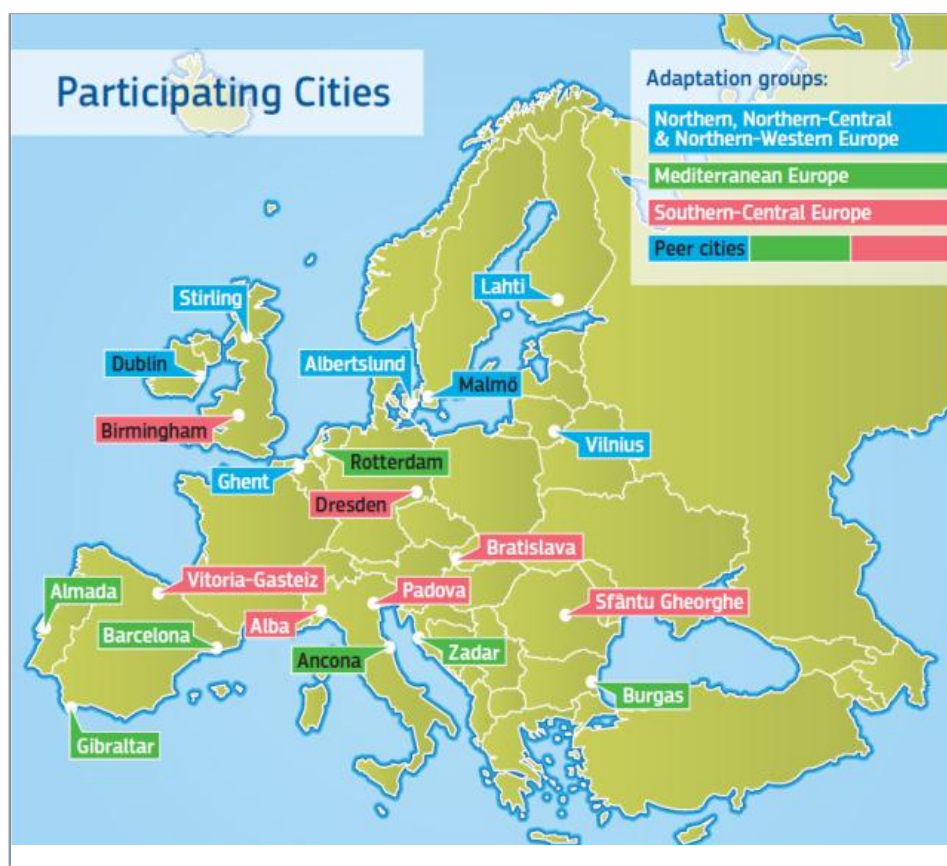 Participating Cities
Adaptation groups:
Northern, Northern-Central
& Northern-Western Europe
Mediterranean Europe
Southern-Central Europe
Peer cities
Lahti
Stirling
Albertslund
Dublin
Malmö
Birmingham
Vilnius
Rotterdam
Ghent
Dresden
Bratislava
Vitoria-Gasteiz
Almada
Padova
Sfântu Gheorghe
Alba
Barcelona
Zadar
Ancona
Burgas
Gibraltar